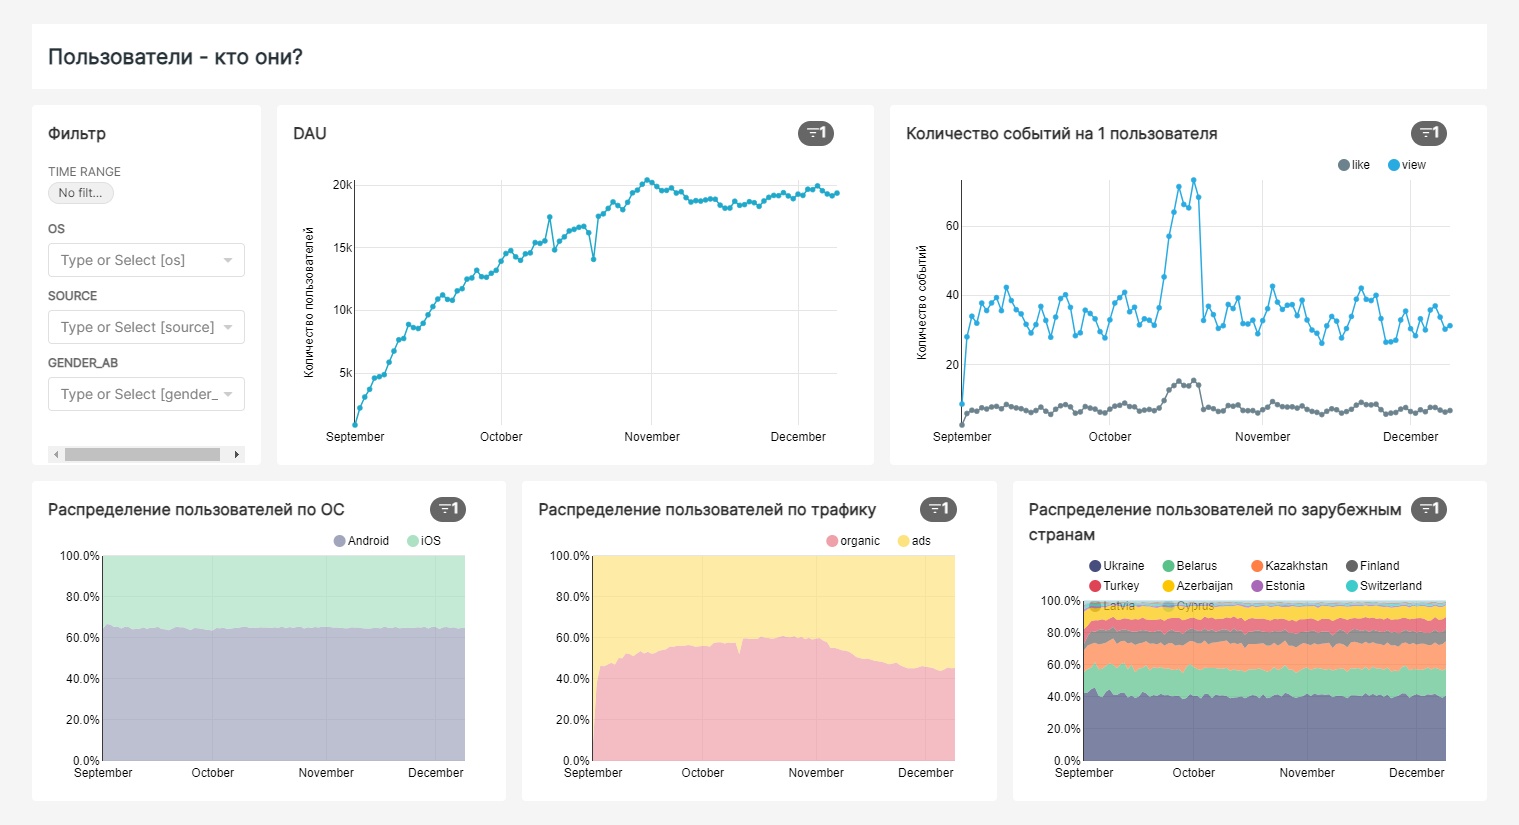 Пользователи - кто они?
Фильтр
TIME RANGE
No filt...
OS
Type or Select [os]
SOURCE
Type or Select [source]
GENDER_AB
Type or Select [gender_
DAU
1
Количество пользователей
20k
15k
10k
5k
September October November December
Количество событий на 1 пользователя
1
like view
Количество событий
60
40
20
September October November December
Распределение пользователей по ОС
1
Android iOS
100.0%
80.0%
60.0%
40.0%
20.0%
0.0%
September October November December
Распределение пользователей по трафику
1
organic ads
100.0%
80.0%
60.0%
40.0%
20.0%
0.0%
September October November December
Распределение пользователей по зарубежным
странам
1
Ukraine Belarus Kazakhstan Finland
Turkey Azerbaijan Estonia Switzerland
Latvia Cyprus
100.0%
80.0%
60.0%
40.0%
20.0%
0.0%
September October November December